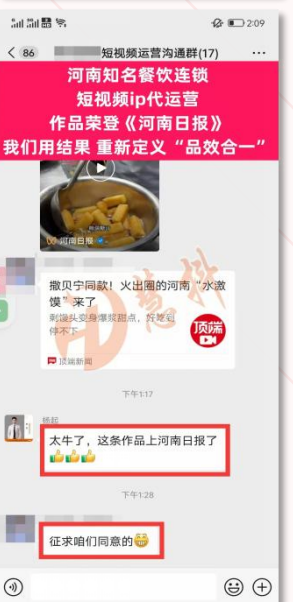 2:09
86
短视频运营沟通群(17)
...
河南知名餐饮连锁
短视频ip代运营
作品荣登《河南日报》
我们用结果 重新定义“品效合一”
河南日报
撒贝宁同款！火出圈的河南“水激
馍”来了
剩馒头变身爆浆甜点，好吃到
停不下
顶端
顶端新闻
慧抖
下午1:17
杨起
太牛了，这条作品上河南日报了
下午1:28
征求咱们同意的